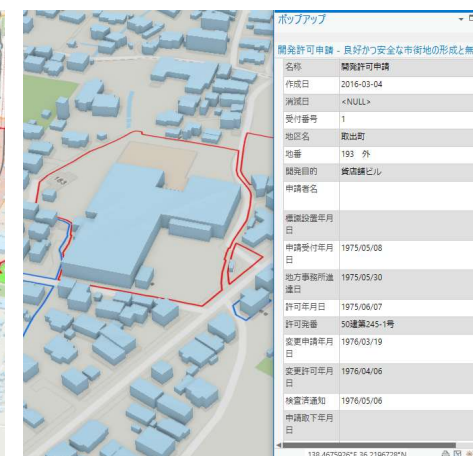 ポップアップ
開発許可申請 - 良好かつ安全な市街地の形成と無
名称 開発許可申請
作成日 2016-03-04
消滅日 <NULL>
受付番号 1
地区名 取出町
地番 193 外
開発目的 貸店舗ビル
申請者名
標識設置年月日
申請受付年月日 1975/05/08
地方事務所進達日 1975/05/30
許可年月日 1975/06/07
許可発番 50建第245-1号
変更申請年月日 1976/03/19
変更許可年月日 1976/04/06
検査済通知 1976/05/06
申請取下年月日
138.4675926°E 36.2196728°N